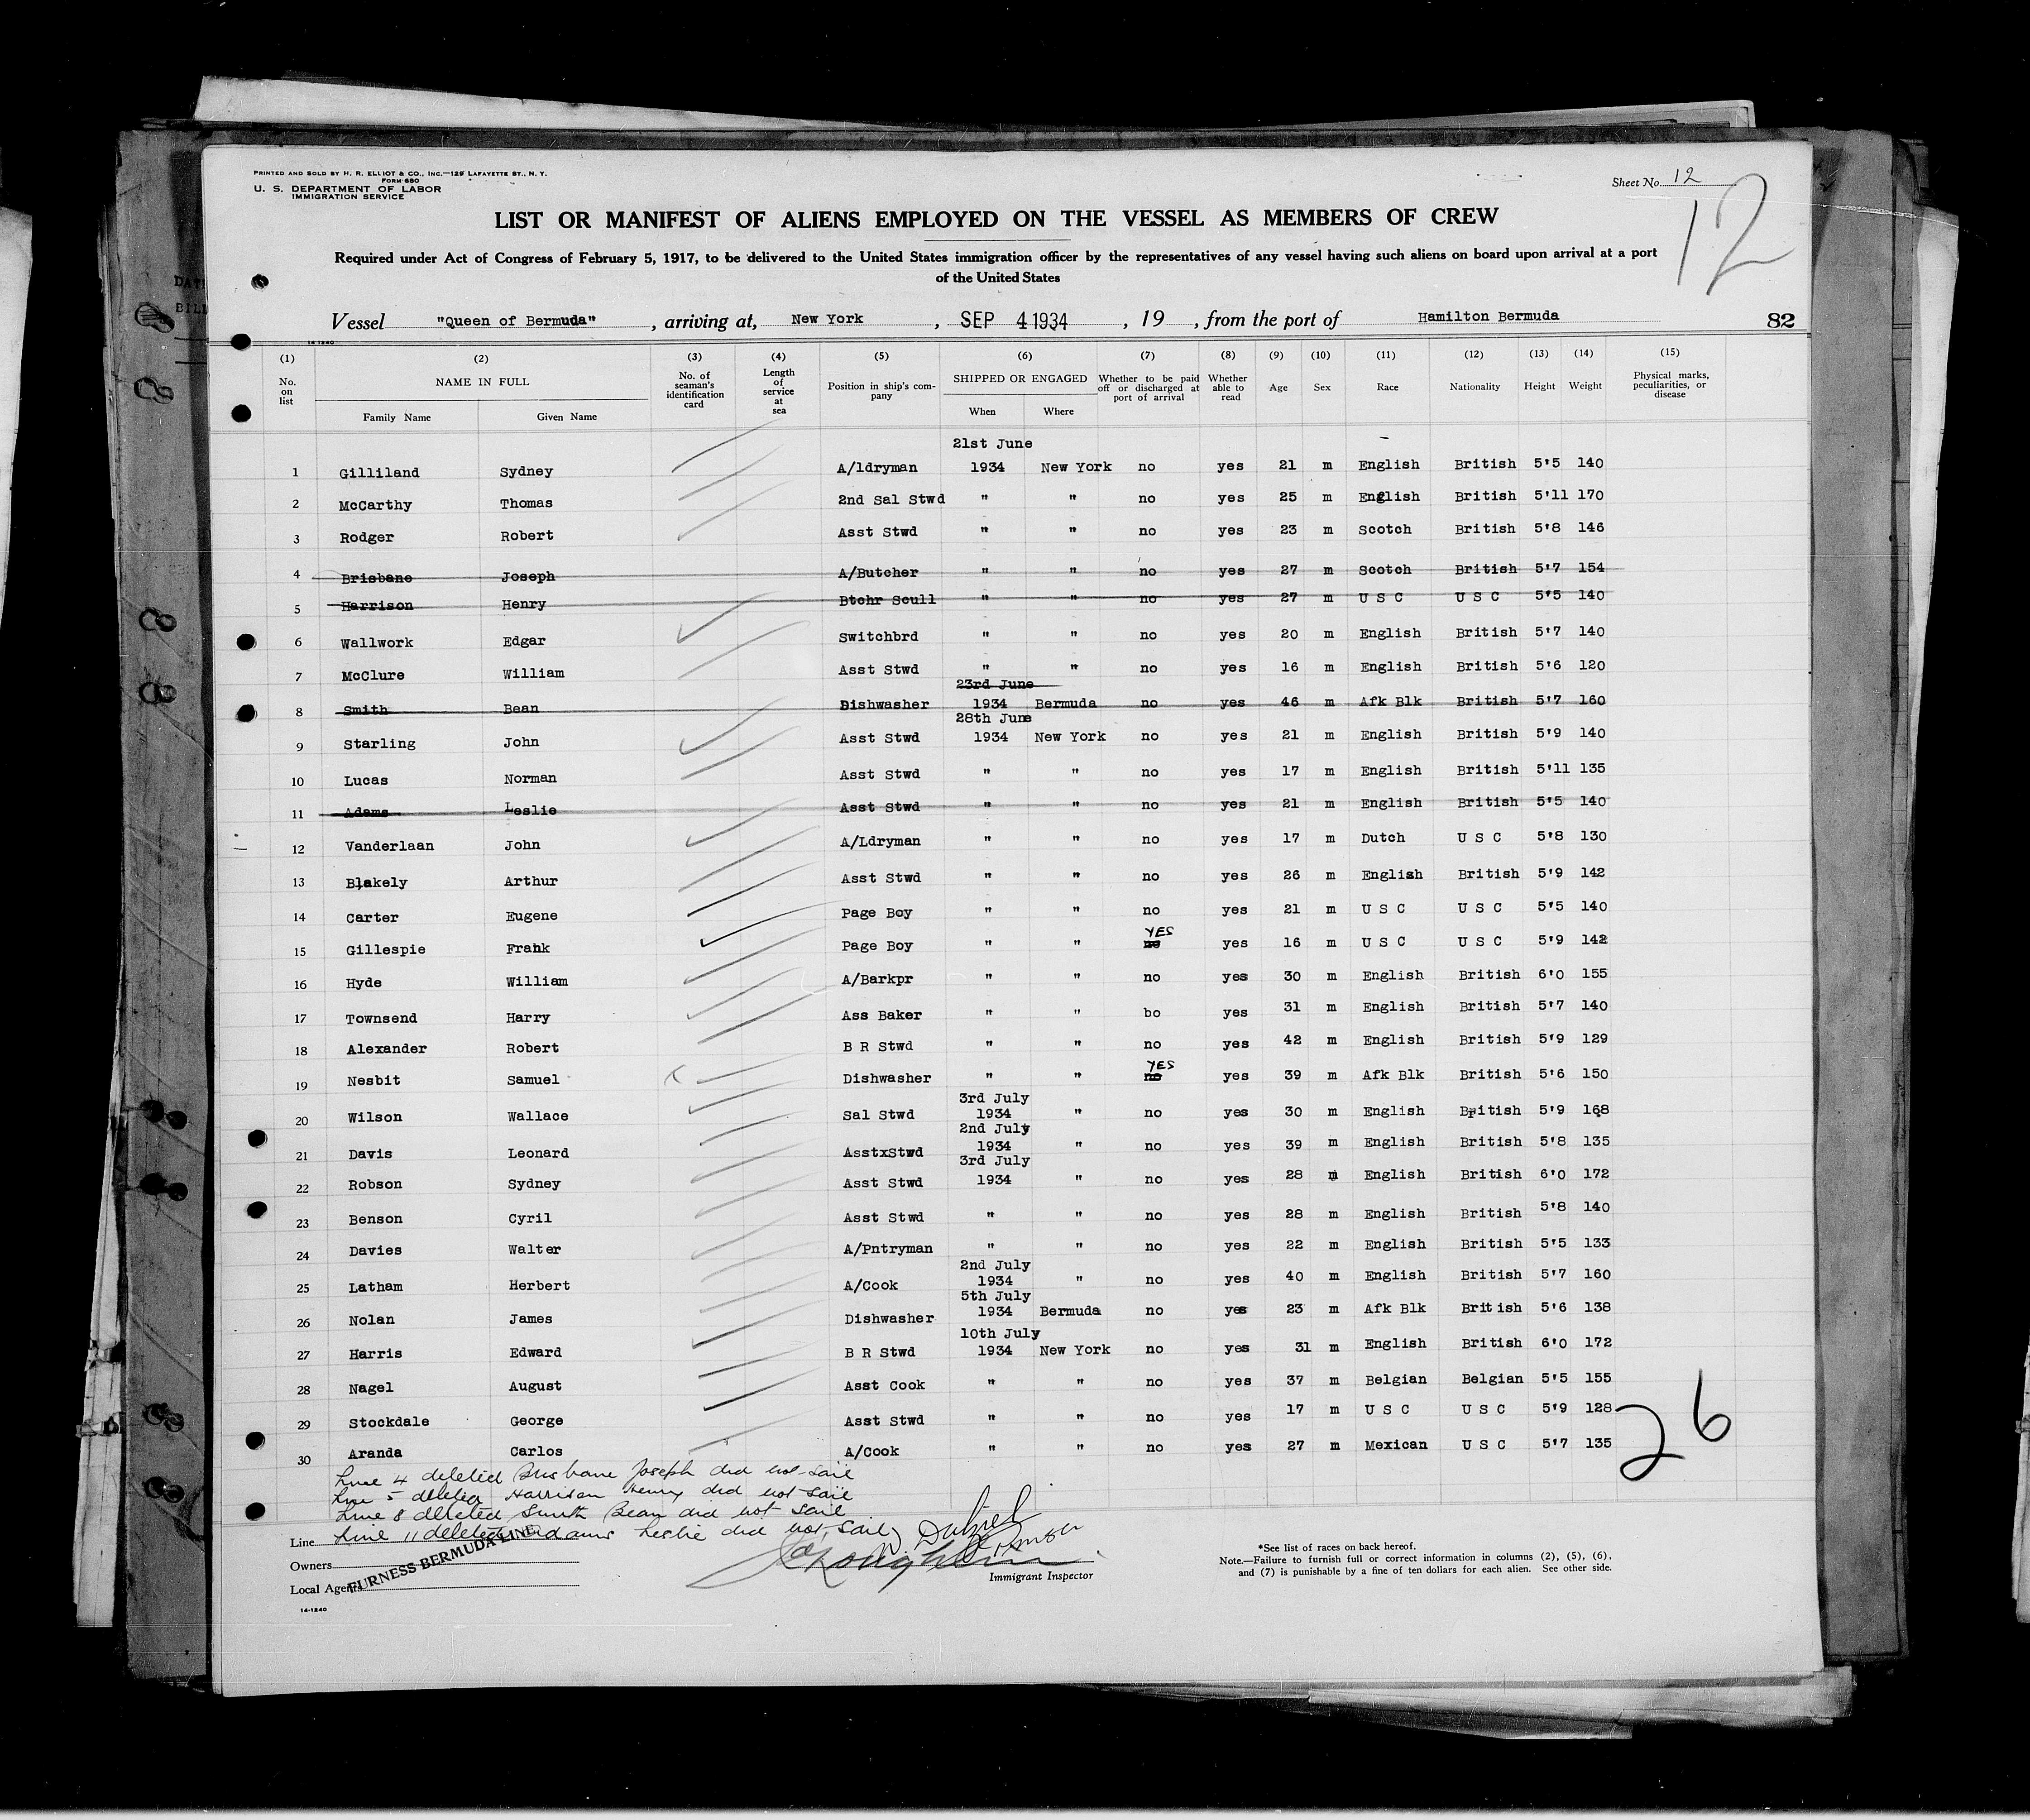 PRINTED AND SOLD BY H. R. ELLIOT & CO., INC.—129 LAFAYETTE ST., N. Y.
FORM 680
U. S. DEPARTMENT OF LABOR
IMMIGRATION SERVICE
Sheet No. 12
12
LIST OR MANIFEST OF ALIENS EMPLOYED ON THE VESSEL AS MEMBERS OF CREW
Required under Act of Congress of February 5, 1917, to be delivered to the United States immigration officer by the representatives of any vessel having such aliens on board upon arrival at a port
of the United States
Vessel "Queen of Bermuda", arriving at, New York, SEP 4 1934, 19, from the port of Hamilton Bermuda 82
14-1240
(1) (2) (3) (4) (5) (6) (7) (8) (9) (10) (11) (12) (13) (14) (15)
No. on list NAME IN FULL Family Name Given Name No. of seaman's identification card Length of service at sea Position in ship's company SHIPPED OR ENGAGED When Where Whether to be paid off or discharged at port of arrival Whether able to read Age Sex Race Nationality Height Weight Physical marks, peculiarities, or disease
21st June
1 Gilliland Sydney A/ldryman 1934 New York no yes 21 m English British 5'5 140
2 McCarthy Thomas 2nd Sal Stwd " " no yes 25 m English British 5'11 170
3 Rodger Robert Asst Stwd " " no yes 23 m Scotch British 5'8 146
4 Brisbane Joseph A/Butcher " " no yes 27 m Scotch British 5'7 154
5 Harrison Henry Btchr Scull " " no yes 27 m U S C U S C 5'5 140
6 Wallwork Edgar Switchbrd " " no yes 20 m English British 5'7 140
7 McClure William Asst Stwd " " no yes 16 m English British 5'6 120
23rd June
8 Smith Bean Dishwasher 1934 Bermuda no yes 46 m Afk Blk British 5'7 160
28th June
9 Starling John Asst Stwd 1934 New York no yes 21 m English British 5'9 140
10 Lucas Norman Asst Stwd " " no yes 17 m English British 5'11 135
11 Adams Leslie Asst Stwd " " no yes 21 m English British 5'5 140
12 Vanderlaan John A/Ldryman " " no yes 17 m Dutch U S C 5'8 130
13 Blakely Arthur Asst Stwd " " no yes 26 m English British 5'9 142
14 Carter Eugene Page Boy " " no yes 21 m U S C U S C 5'5 140
YES
15 Gillespie Frank Page Boy " " no yes 16 m U S C U S C 5'9 142
16 Hyde William A/Barkpr " " no yes 30 m English British 6'0 155
17 Townsend Harry Ass Baker " " bo yes 31 m English British 5'7 140
18 Alexander Robert B R Stwd " " no yes 42 m English British 5'9 129
YES
19 Nesbit Samuel Dishwasher " " no yes 39 m Afk Blk British 5'6 150
3rd July
20 Wilson Wallace Sal Stwd 1934 " no yes 30 m English British 5'9 168
2nd July
21 Davis Leonard AsstxStwd 1934 " no yes 39 m English British 5'8 135
3rd July
22 Robson Sydney Asst Stwd 1934 " no yes 28 m English British 6'0 172
23 Benson Cyril Asst Stwd " " no yes 28 m English British 5'8 140
24 Davies Walter A/Pntryman " " no yes 22 m English British 5'5 133
2nd July
25 Latham Herbert A/Cook 1934 " no yes 40 m English British 5'7 160
5th July
26 Nolan James Dishwasher 1934 Bermuda no yes 23 m Afk Blk British 5'6 138
10th July
27 Harris Edward B R Stwd 1934 New York no yes 31 m English British 6'0 172
28 Nagel August Asst Cook " " no yes 37 m Belgian Belgian 5'5 155
29 Stockdale George Asst Stwd " " no yes 17 m U S C U S C 5'9 128
30 Aranda Carlos A/Cook " " no yes 27 m Mexican U S C 5'7 135
26
Line 4 deleted Brisbane Joseph did not sail
Line 5 deleted Harrison Henry did not sail
Line 8 deleted Smith Bean did not sail
Line 11 deleted Adams Leslie did not sail
Line
Owners
Local Agents
FURNESS BERMUDA LINE
Immigrant Inspector
*See list of races on back hereof.
Note.—Failure to furnish full or correct information in columns (2), (5), (6),
and (7) is punishable by a fine of ten dollars for each alien. See other side.
14-1240